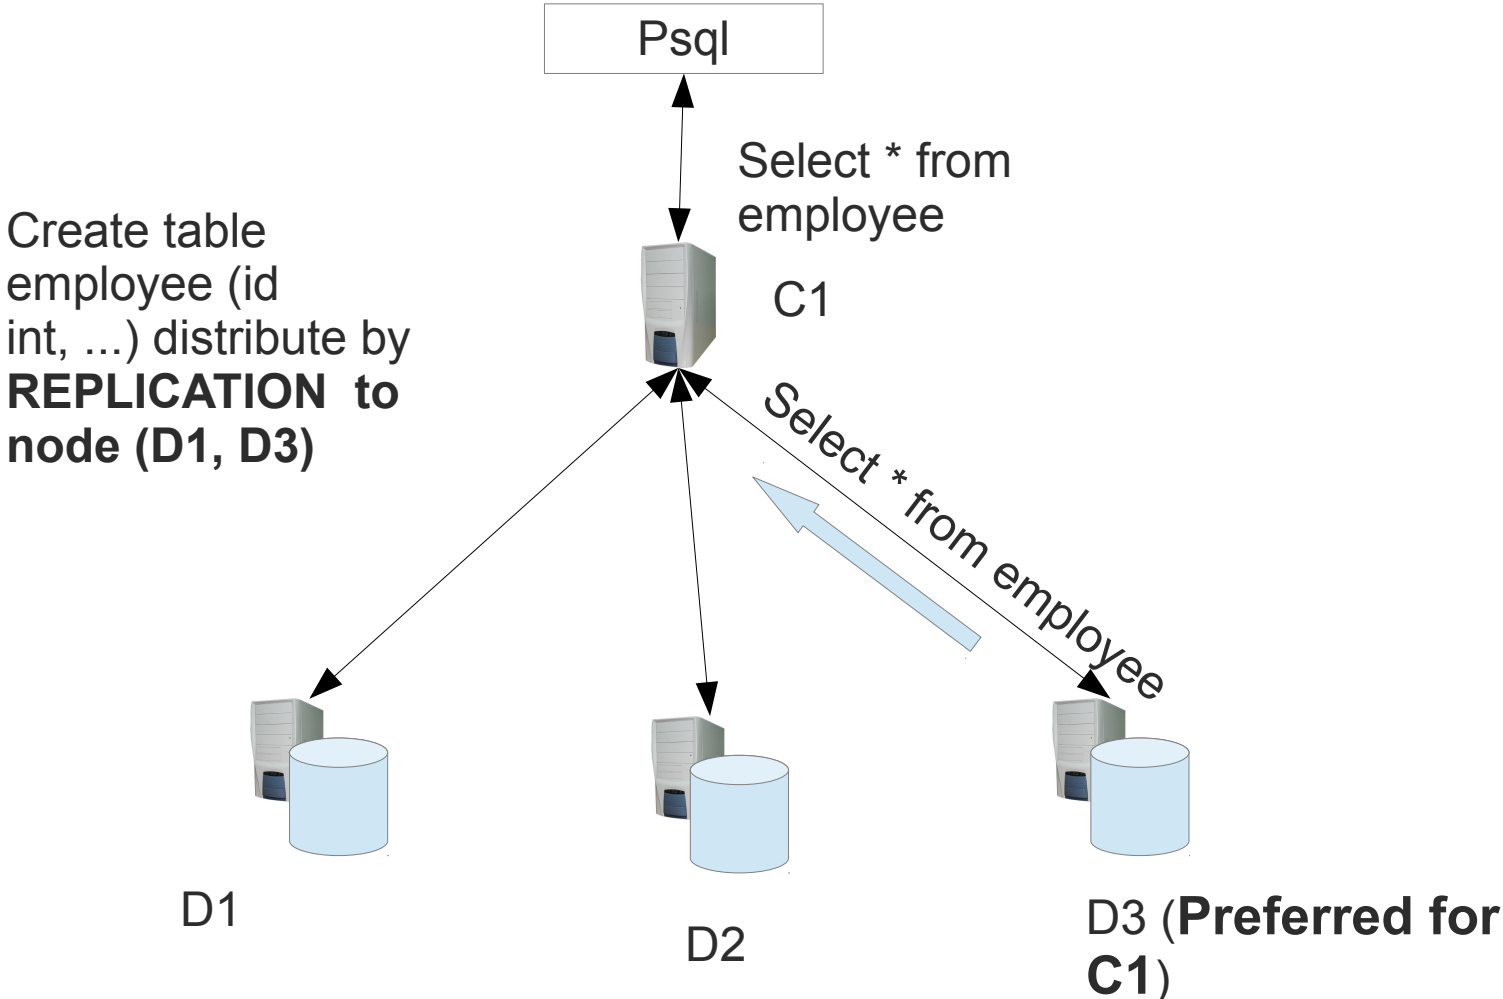 Psql
Select * from
employee
Create table
employee (id
int, ...) distribute by
REPLICATION  to
node (D1, D3)
C1
Select * from employee
D1
D2
D3 (Preferred for
C1)